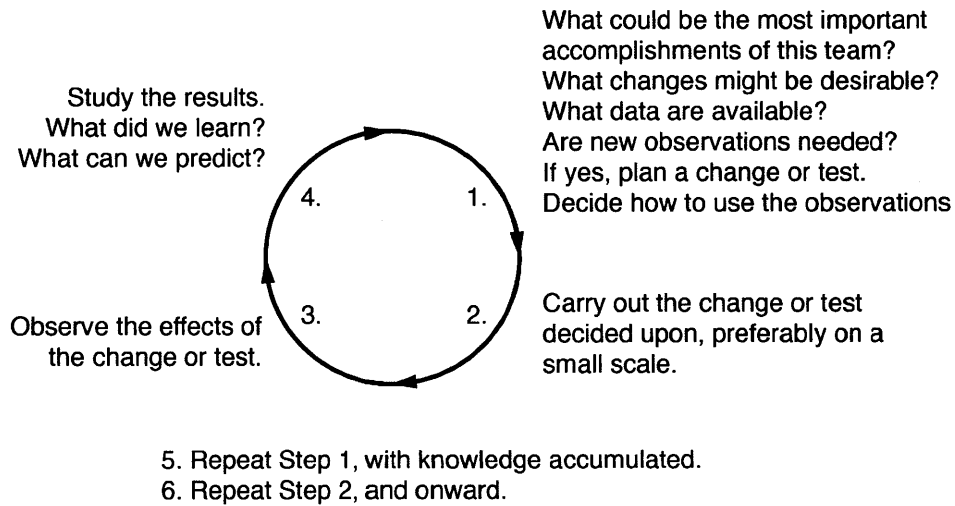 What could be the most important
accomplishments of this team?
What changes might be desirable?
What data are available?
Are new observations needed?
If yes, plan a change or test.
Decide how to use the observations
Study the results.
What did we learn?
What can we predict?
4.
1.
3.
2.
Observe the effects of
the change or test.
Carry out the change or test
decided upon, preferably on a
small scale.
5. Repeat Step 1, with knowledge accumulated.
6. Repeat Step 2, and onward.